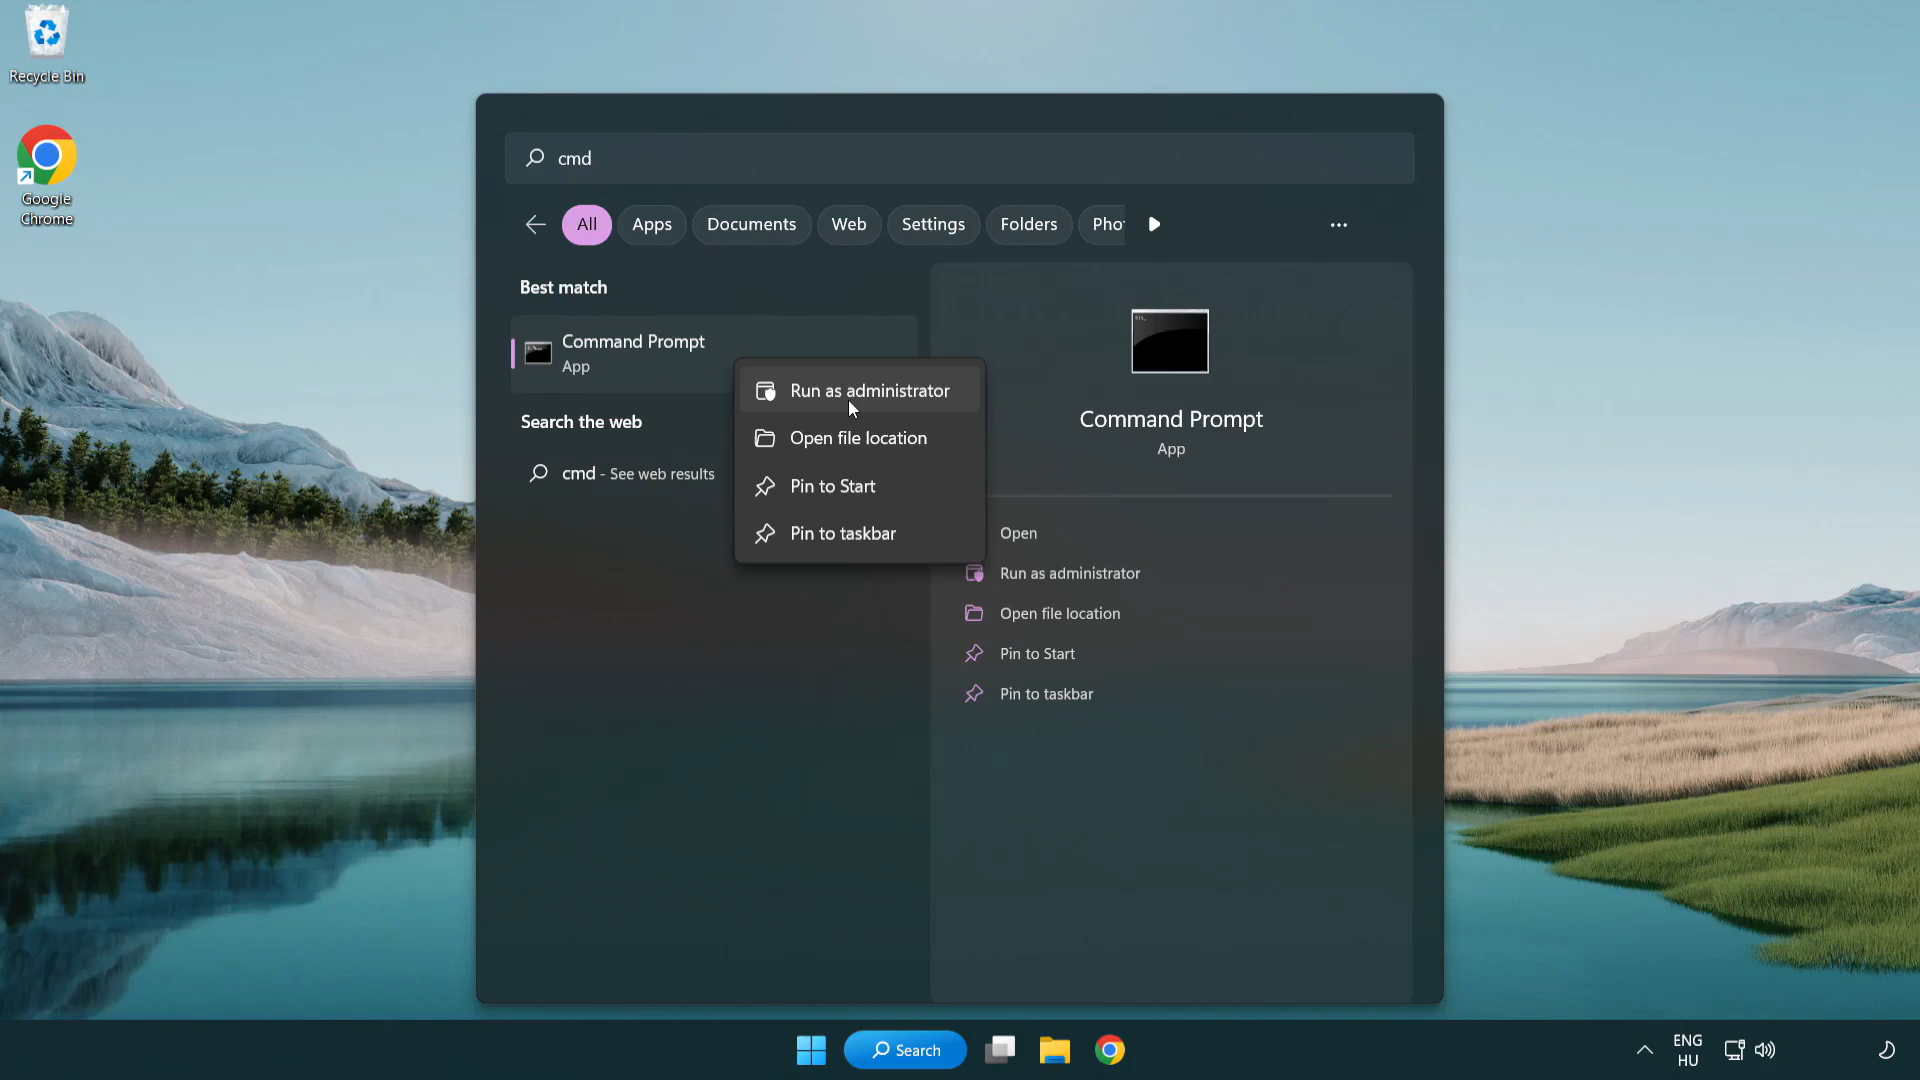 Recycle Bin
Google
Chrome
cmd
All
Apps
Documents
Web
Settings
Folders
Pho
Best match
Command Prompt
App
Search the web
cmd - See web results
Run as administrator
Open file location
Pin to Start
Pin to taskbar
Command Prompt
App
Open
Run as administrator
Open file location
Pin to Start
Pin to taskbar
Search
ENG
HU